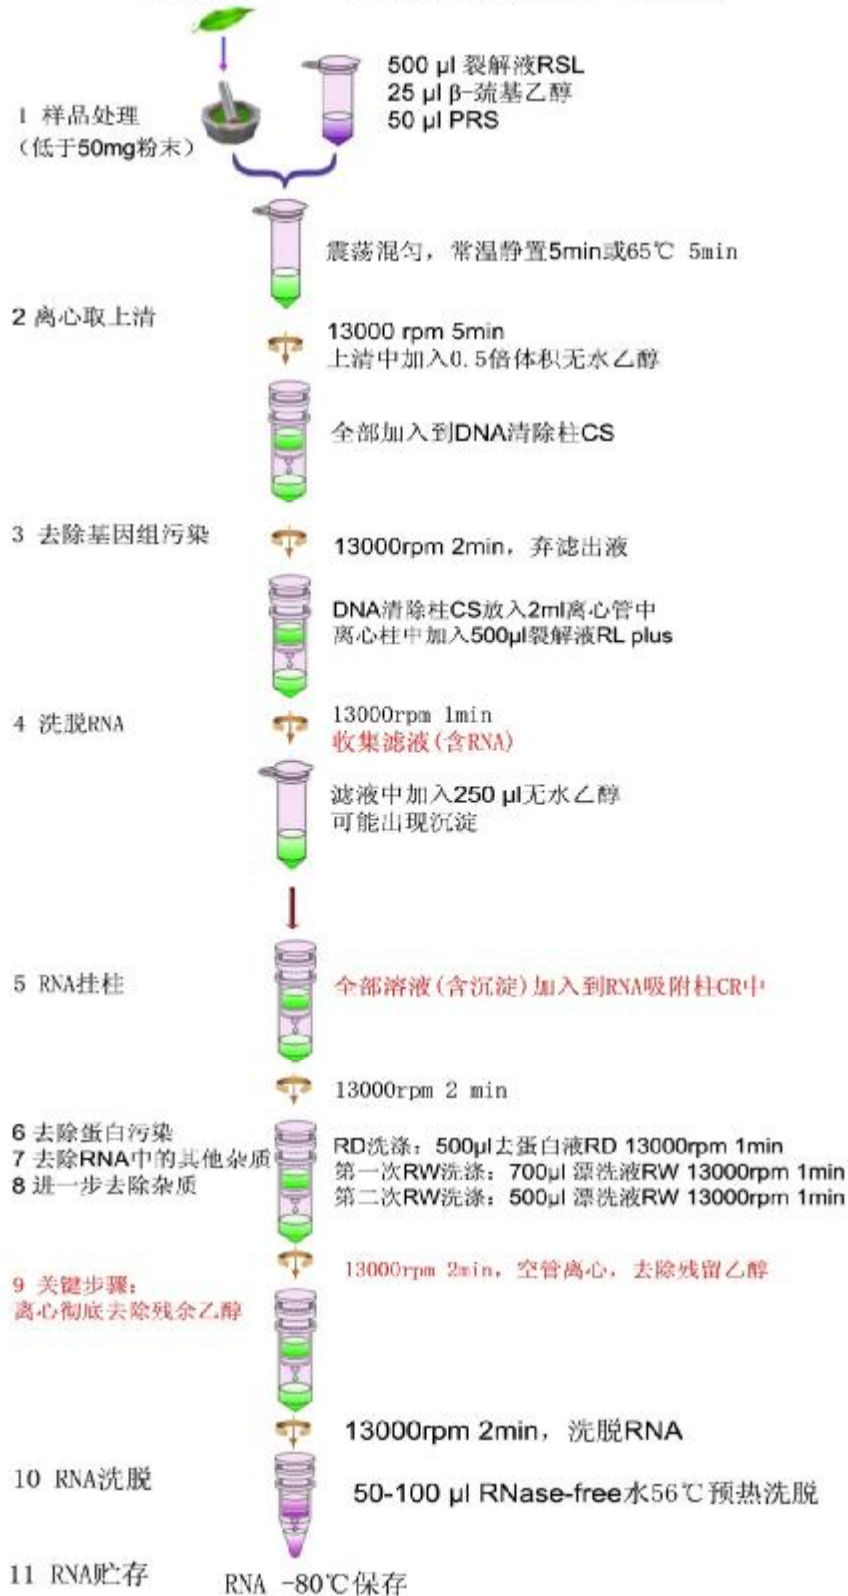 500 µl 裂解液RSL
25 µl β-巯基乙醇
50 µl PRS
1 样品处理
(低于50mg粉末)
震荡混匀，常温静置5min或65℃ 5min
2 离心取上清
13000 rpm 5min
上清中加入0.5倍体积无水乙醇
全部加入到DNA清除柱CS
3 去除基因组污染
13000rpm 2min，弃滤出液
DNA清除柱CS放入2ml离心管中
离心柱中加入500µl裂解液RL plus
4 洗脱RNA
13000rpm 1min
收集滤液(含RNA)
滤液中加入250 µl无水乙醇
可能出现沉淀
5 RNA挂柱
全部溶液(含沉淀)加入到RNA吸附柱CR中
13000rpm 2 min
6 去除蛋白污染
7 去除RNA中的其他杂质
8 进一步去除杂质
RD洗涤：500µl去蛋白液RD 13000rpm 1min
第一次RW洗涤：700µl 漂洗液RW 13000rpm 1min
第二次RW洗涤：500µl 漂洗液RW 13000rpm 1min
9 关键步骤：
离心彻底去除残余乙醇
13000rpm 2min，空管离心，去除残留乙醇
13000rpm 2min，洗脱RNA
10 RNA洗脱
50-100 µl RNase-free水56℃预热洗脱
11 RNA贮存
RNA -80℃保存